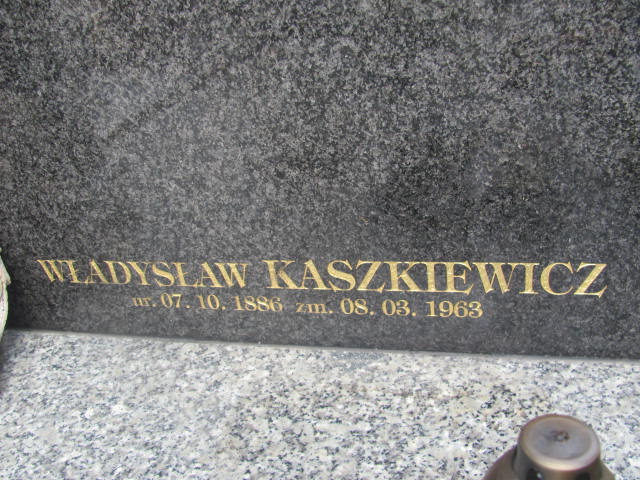 WŁADYSŁAW KASZKIEWICZ
ur. 07. 10. 1886 zm. 08. 03. 1963